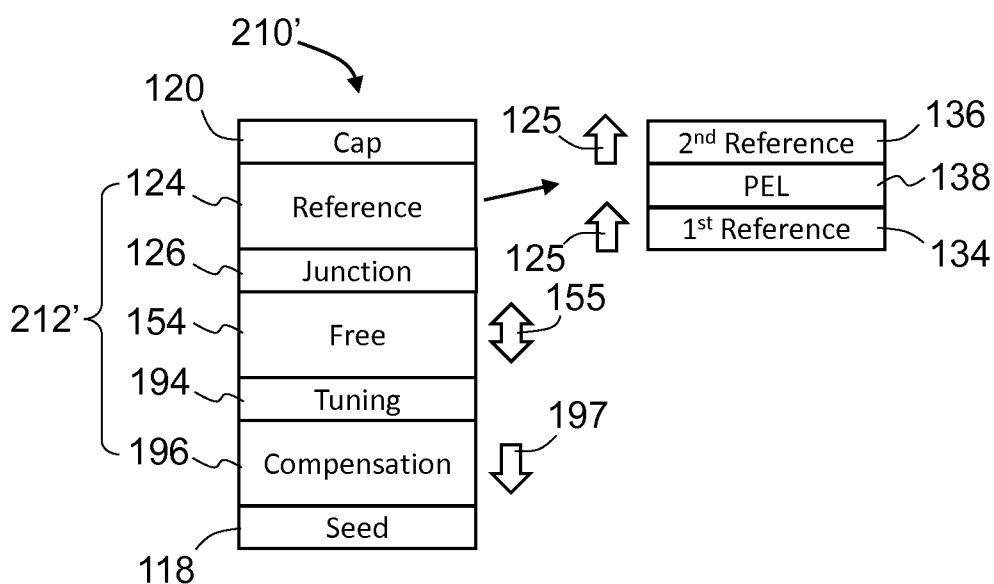 210’
120
Cap
124
Reference
126
Junction
212’
154
Free
155
194
Tuning
196
Compensation
197
Seed
118
125
2nd Reference
136
PEL
138
125
1st Reference
134